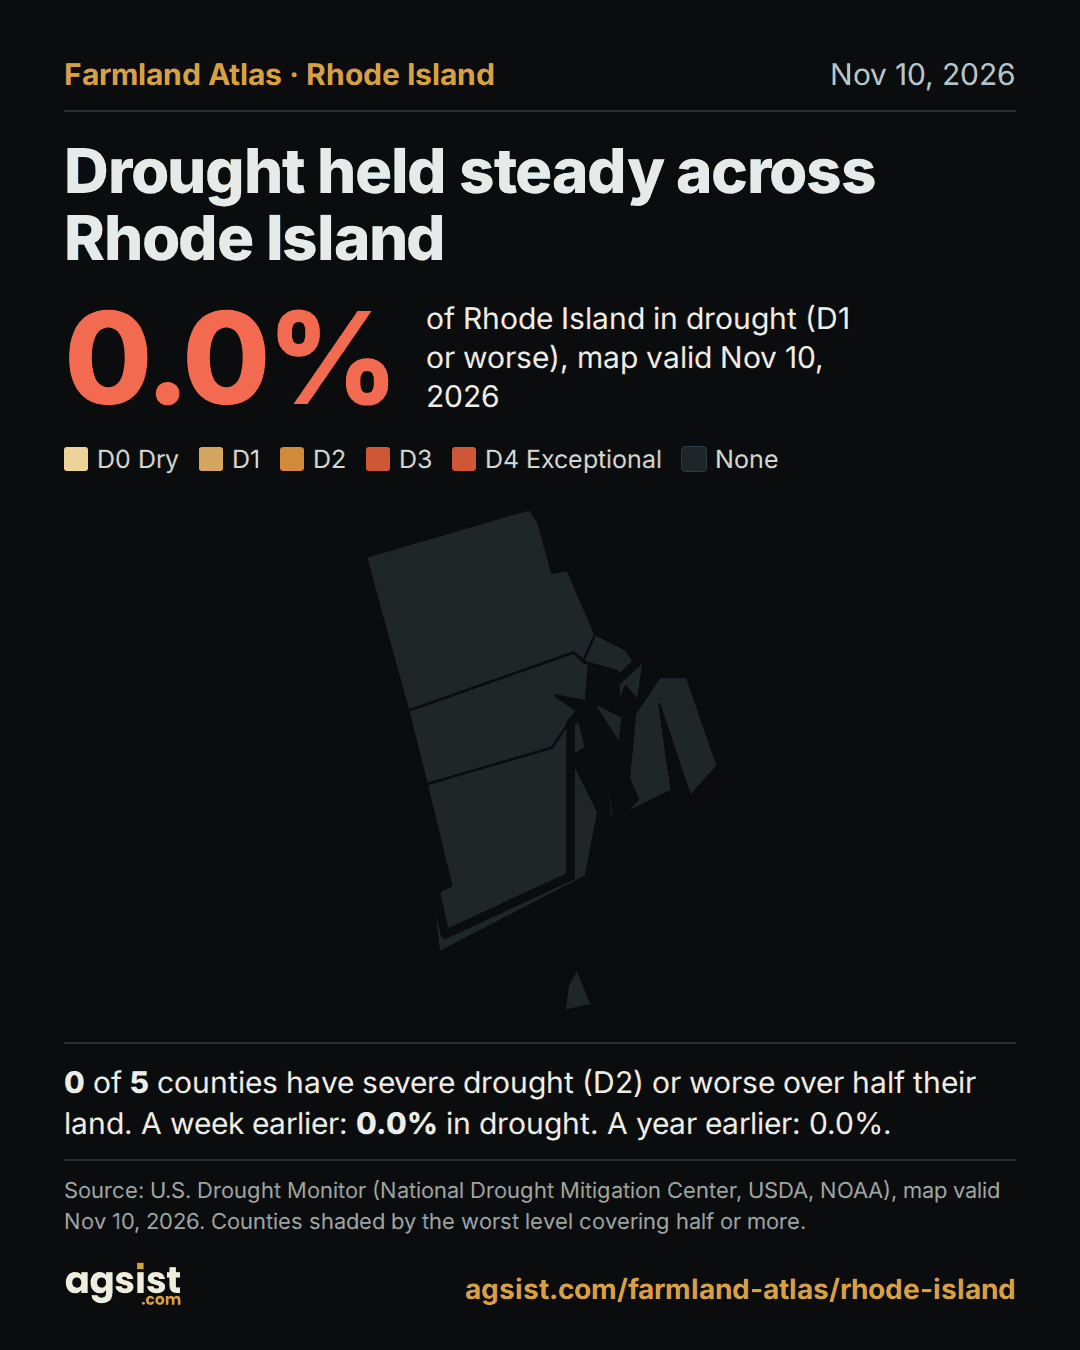 Farmland Atlas · Rhode Island
Nov 10, 2026
Drought held steady across
Rhode Island
0.0%
of Rhode Island in drought (D1
or worse), map valid Nov 10,
2026
D0 Dry D1 D2 D3 D4 Exceptional None
0 of 5 counties have severe drought (D2) or worse over half their
land. A week earlier: 0.0% in drought. A year earlier: 0.0%.
Source: U.S. Drought Monitor (National Drought Mitigation Center, USDA, NOAA), map valid
Nov 10, 2026. Counties shaded by the worst level covering half or more.
agsist
.com
agsist.com/farmland-atlas/rhode-island